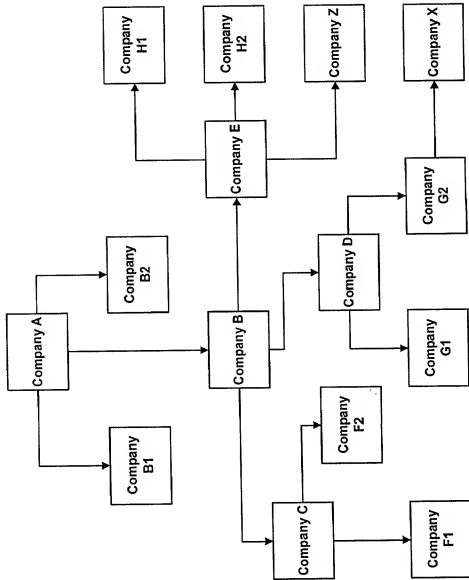 Company
H1
Company
H2
Company Z
Company X
Company E
Company
G2
Company
B2
Company D
Company A
Company B
Company
G1
Company
F2
Company
B1
Company C
Company
F1